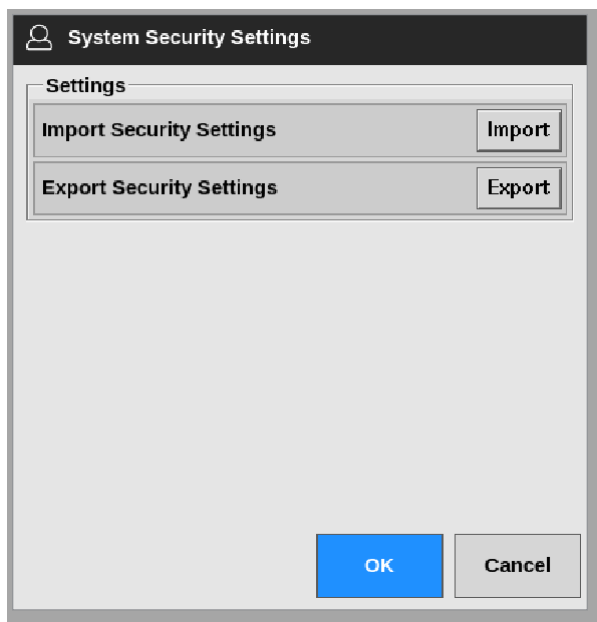 System Security Settings
Settings
Import Security Settings Import
Export Security Settings Export
OK Cancel